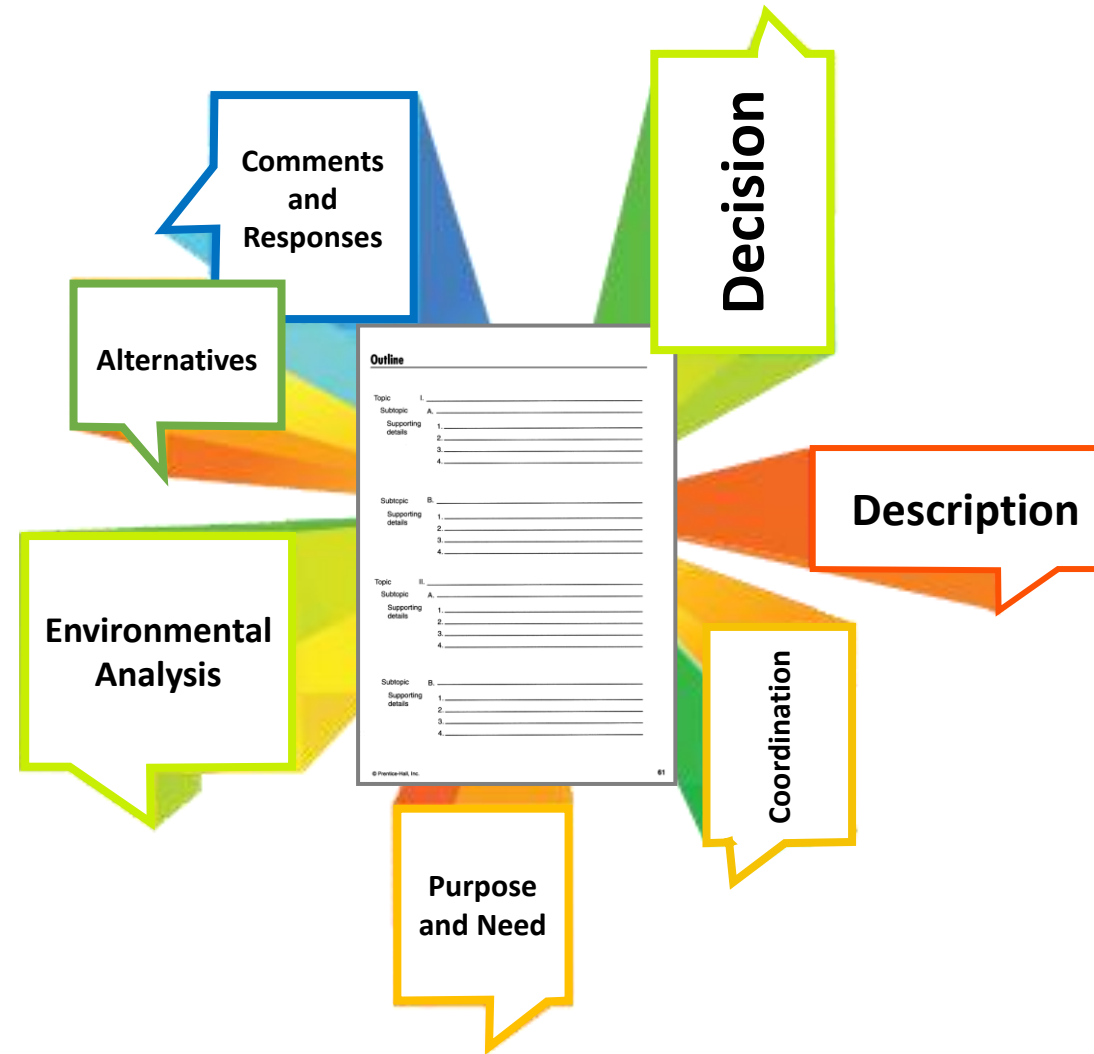 Decision
Comments
and
Responses
Alternatives
Description
Environmental
Analysis
Coordination
Purpose
and Need
Outline
Topic I.
Subtopic A.
Supporting
details
1.
2.
3.
4.
Subtopic B.
Supporting
details
1.
2.
3.
4.
Topic II.
Subtopic A.
Supporting
details
1.
2.
3.
4.
Subtopic B.
Supporting
details
1.
2.
3.
4.
© Prentice-Hall, Inc. 61